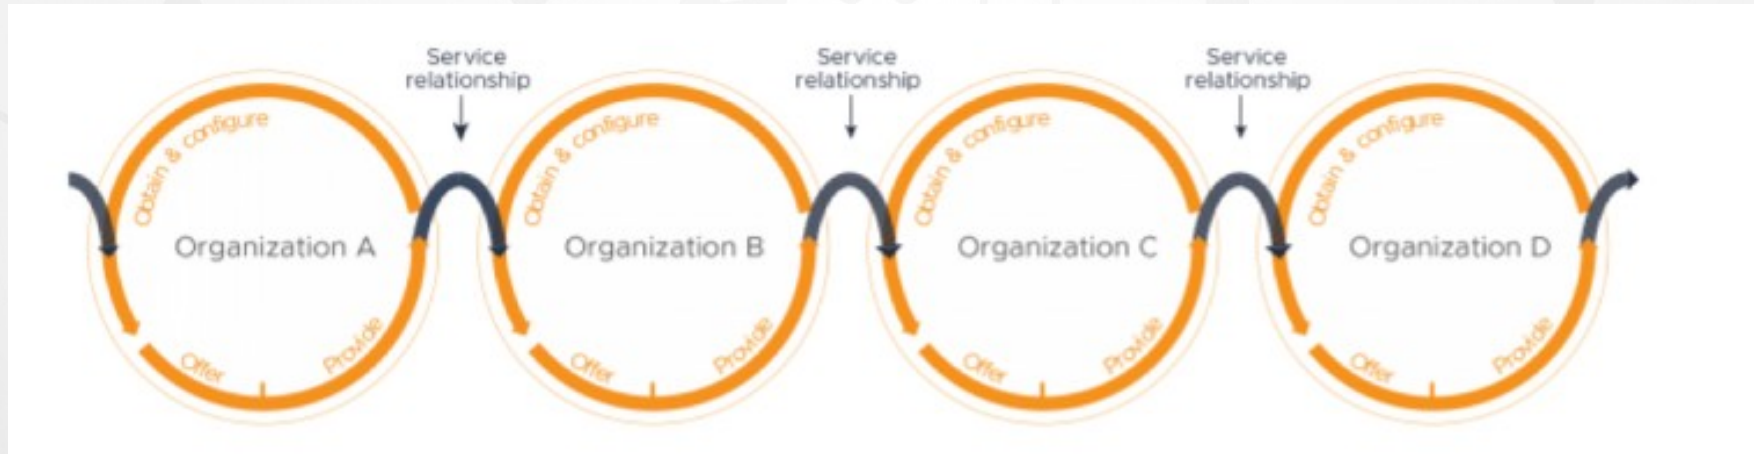 Service
relationship
Service
relationship
Service
relationship
Obtain & configure
Obtain & configure
Obtain & configure
Obtain & configure
Organization A
Organization B
Organization C
Organization D
Offer
Provide
Offer
Provide
Offer
Provide
Offer
Provide